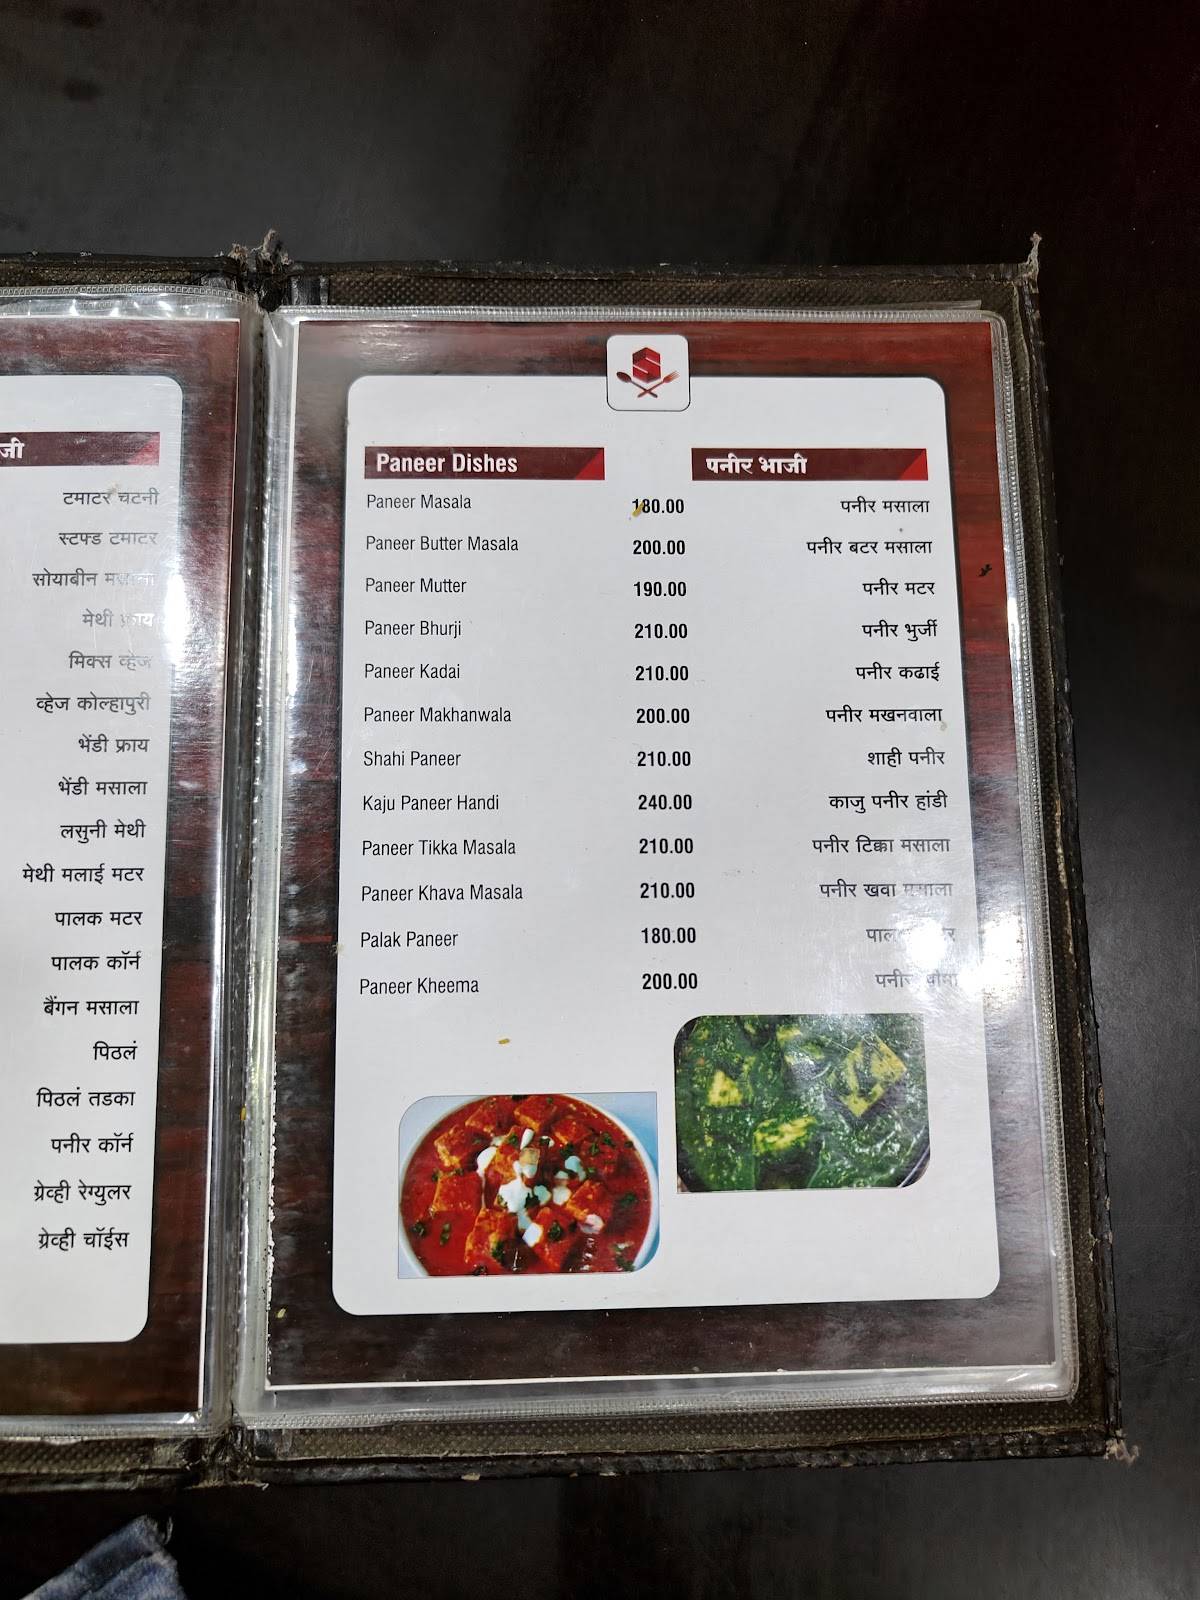 जी
टमाटर चटनी
स्टफ्ड टमाटर
सोयाबीन
मेथी फ्राय
मिक्स व्हेज
व्हेज कोल्हापुरी
भेंडी फ्राय
भेंडी मसाला
लसुनी मेथी
मेथी मलाई मटर
पालक मटर
पालक कॉर्न
बैंगन मसाला
पिठलं
पिठलं तडका
पनीर कॉर्न
ग्रेव्ही रेग्युलर
ग्रेव्ही चॉईस
S
Paneer Dishes पनीर भाजी
Paneer Masala 180.00 पनीर मसाला
Paneer Butter Masala 200.00 पनीर बटर मसाला
Paneer Mutter 190.00 पनीर मटर
Paneer Bhurji 210.00 पनीर भुर्जी
Paneer Kadai 210.00 पनीर कढाई
Paneer Makhanwala 200.00 पनीर मखनवाला
Shahi Paneer 210.00 शाही पनीर
Kaju Paneer Handi 240.00 काजु पनीर हांडी
Paneer Tikka Masala 210.00 पनीर टिक्का मसाला
Paneer Khava Masala 210.00 पनीर खवा मसाला
Palak Paneer 180.00
Paneer Kheema 200.00 पनीर